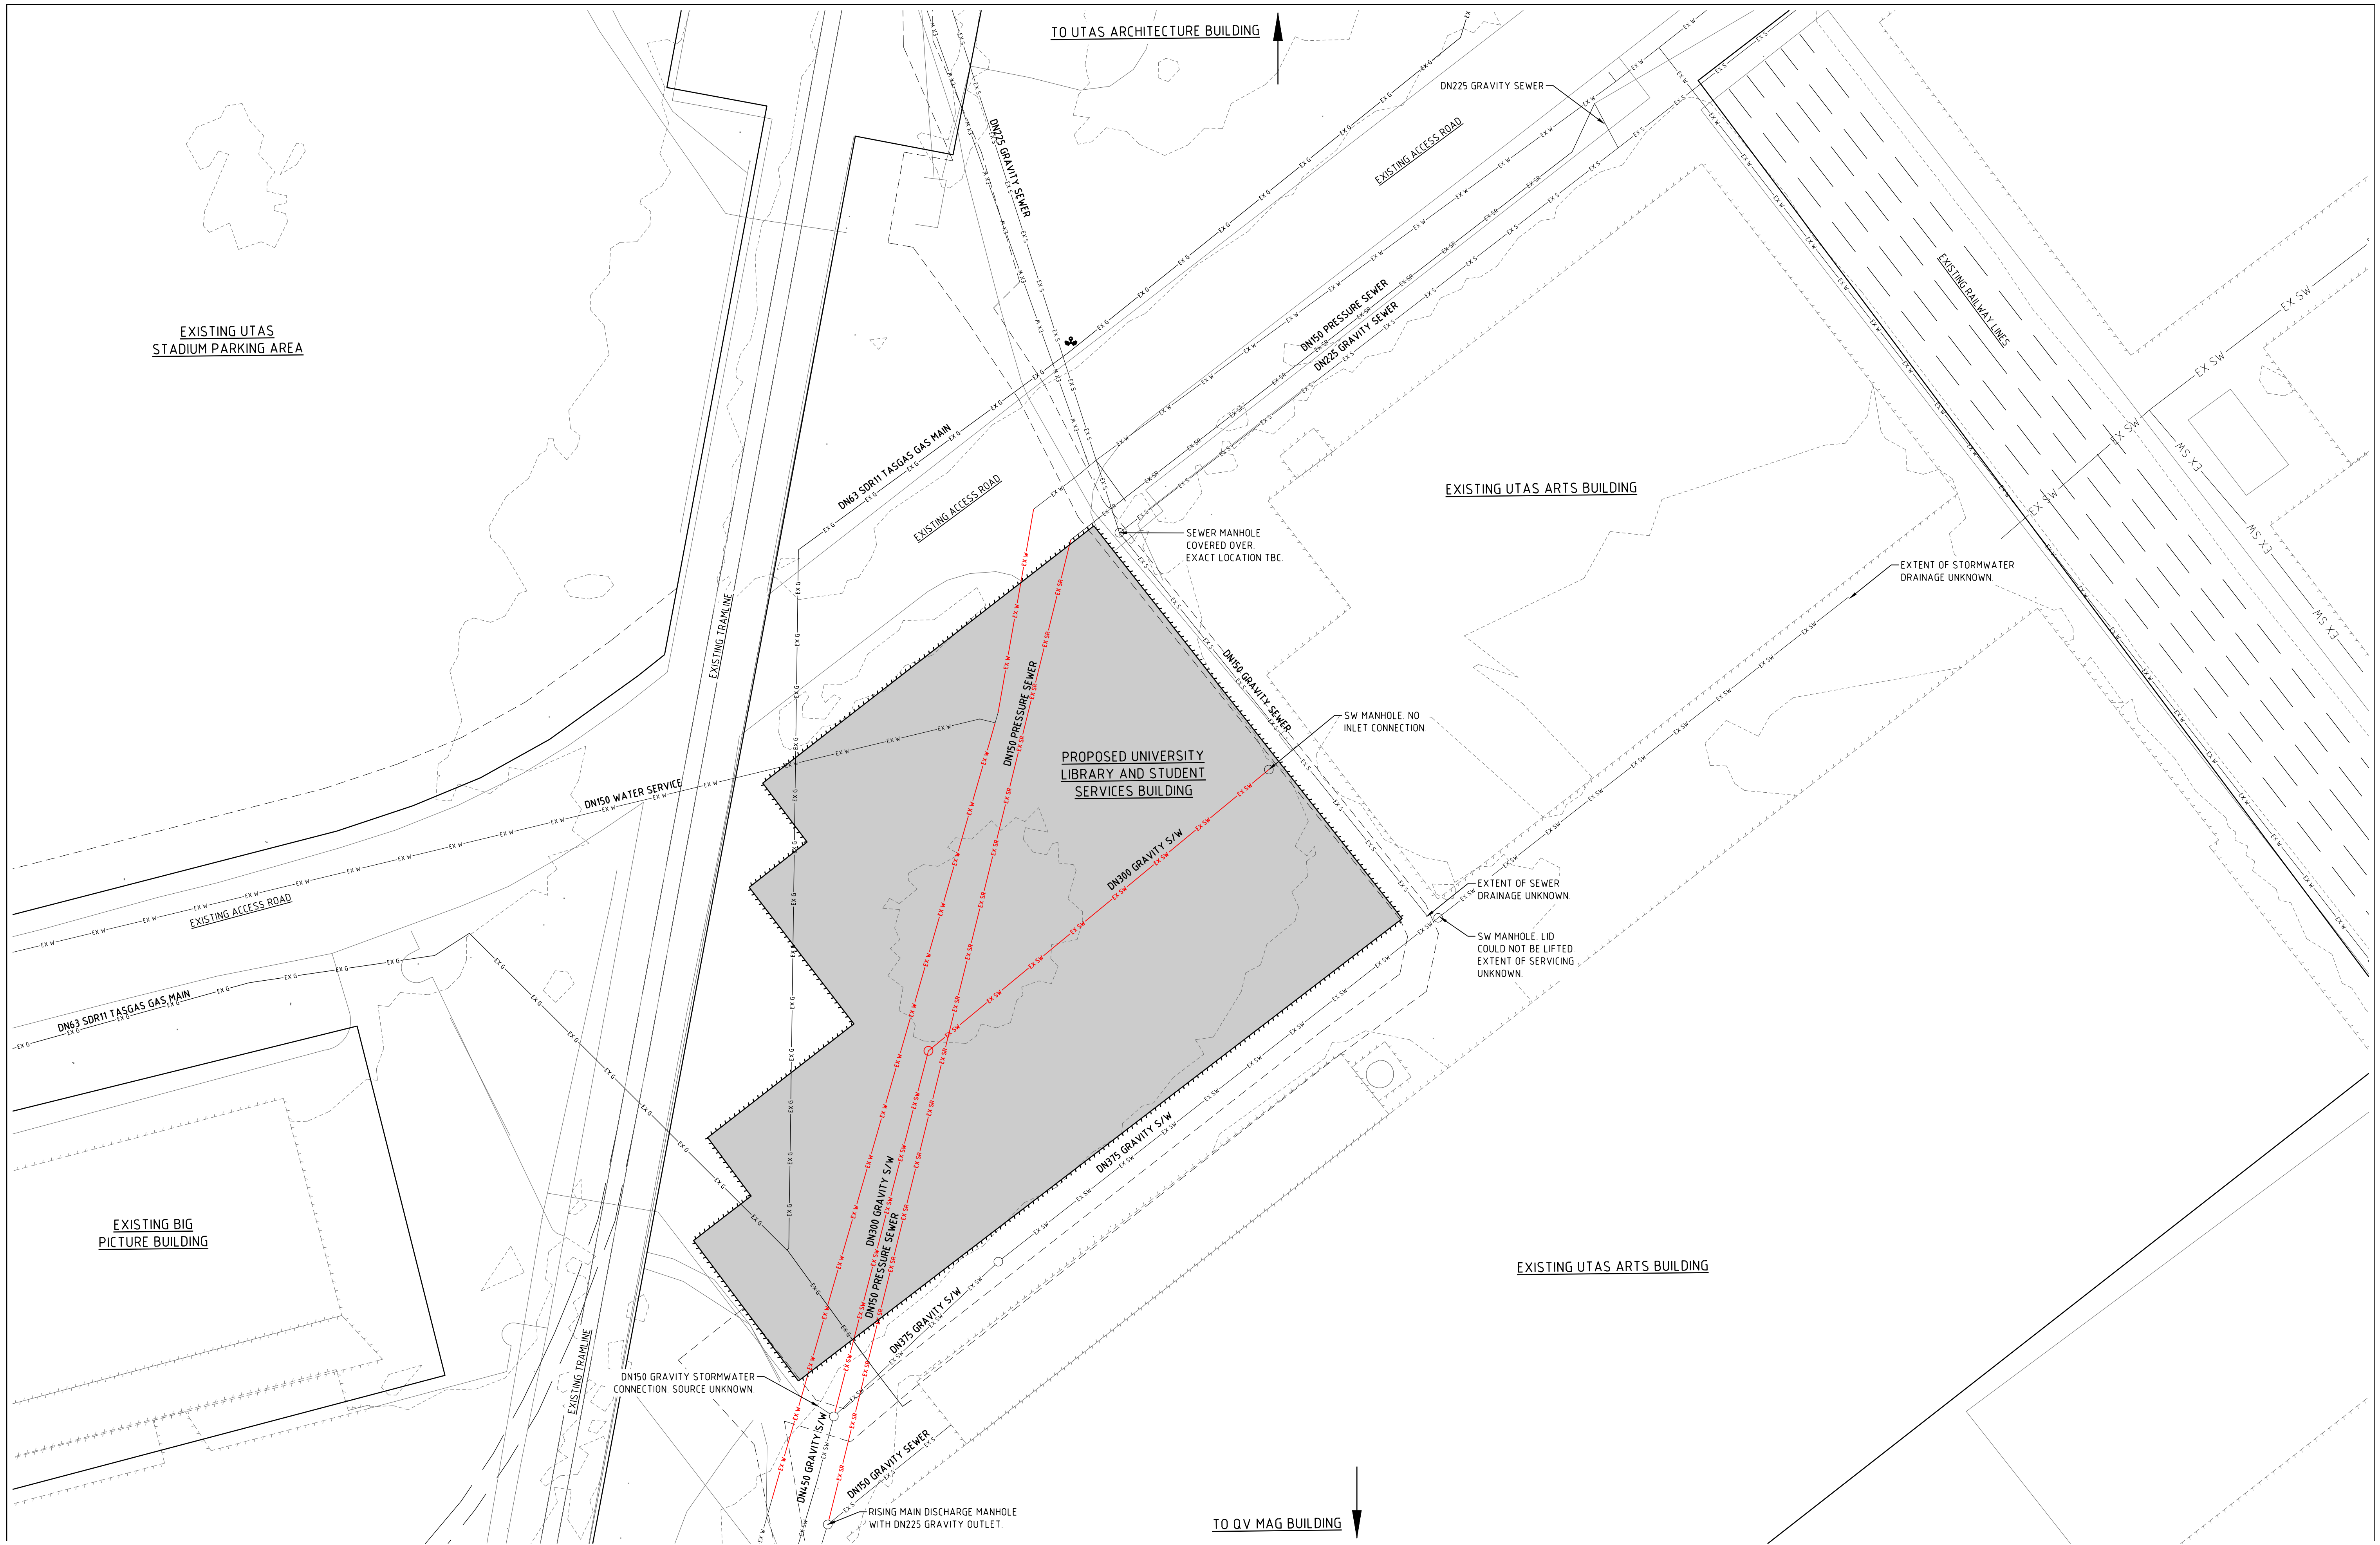 TO UTAS ARCHITECTURE BUILDING
DN225 GRAVITY SEWER
EXISTING ACCESS ROAD
DN225 GRAVITY SEWER
EXISTING RAILWAY LINES
EXISTING UTAS
STADIUM PARKING AREA
DN150 PRESSURE SEWER
DN225 GRAVITY SEWER
DN63 SDR11 TASGAS GAS MAIN
EXISTING ACCESS ROAD
EXISTING UTAS ARTS BUILDING
SEWER MANHOLE
COVERED OVER.
EXACT LOCATION TBC.
EXTENT OF STORMWATER
DRAINAGE UNKNOWN.
EXISTING TRAMLINE
DN150 PRESSURE SEWER
DN150 GRAVITY SEWER
SW MANHOLE. NO
INLET CONNECTION
PROPOSED UNIVERSITY
LIBRARY AND STUDENT
SERVICES BUILDING
DN150 WATER SERVICE
DN300 GRAVITY S/W
EXISTING ACCESS ROAD
EXTENT OF SEWER
DRAINAGE UNKNOWN.
SW MANHOLE. LID
COULD NOT BE LIFTED.
EXTENT OF SERVICING
UNKNOWN.
DN63 SDR11 TASGAS GAS MAIN
DN375 GRAVITY S/W
DN300 GRAVITY S/W
DN150 PRESSURE SEWER
EXISTING BIG
PICTURE BUILDING
EXISTING UTAS ARTS BUILDING
DN375 GRAVITY S/W
EXISTING TRAMLINE
DN150 GRAVITY STORMWATER
CONNECTION. SOURCE UNKNOWN.
DN450 GRAVITY S/W
DN150 GRAVITY SEWER
RISING MAIN DISCHARGE MANHOLE
WITH DN225 GRAVITY OUTLET.
TO QV MAG BUILDING
EX G
EX W
EX S
EX SR
EX SW